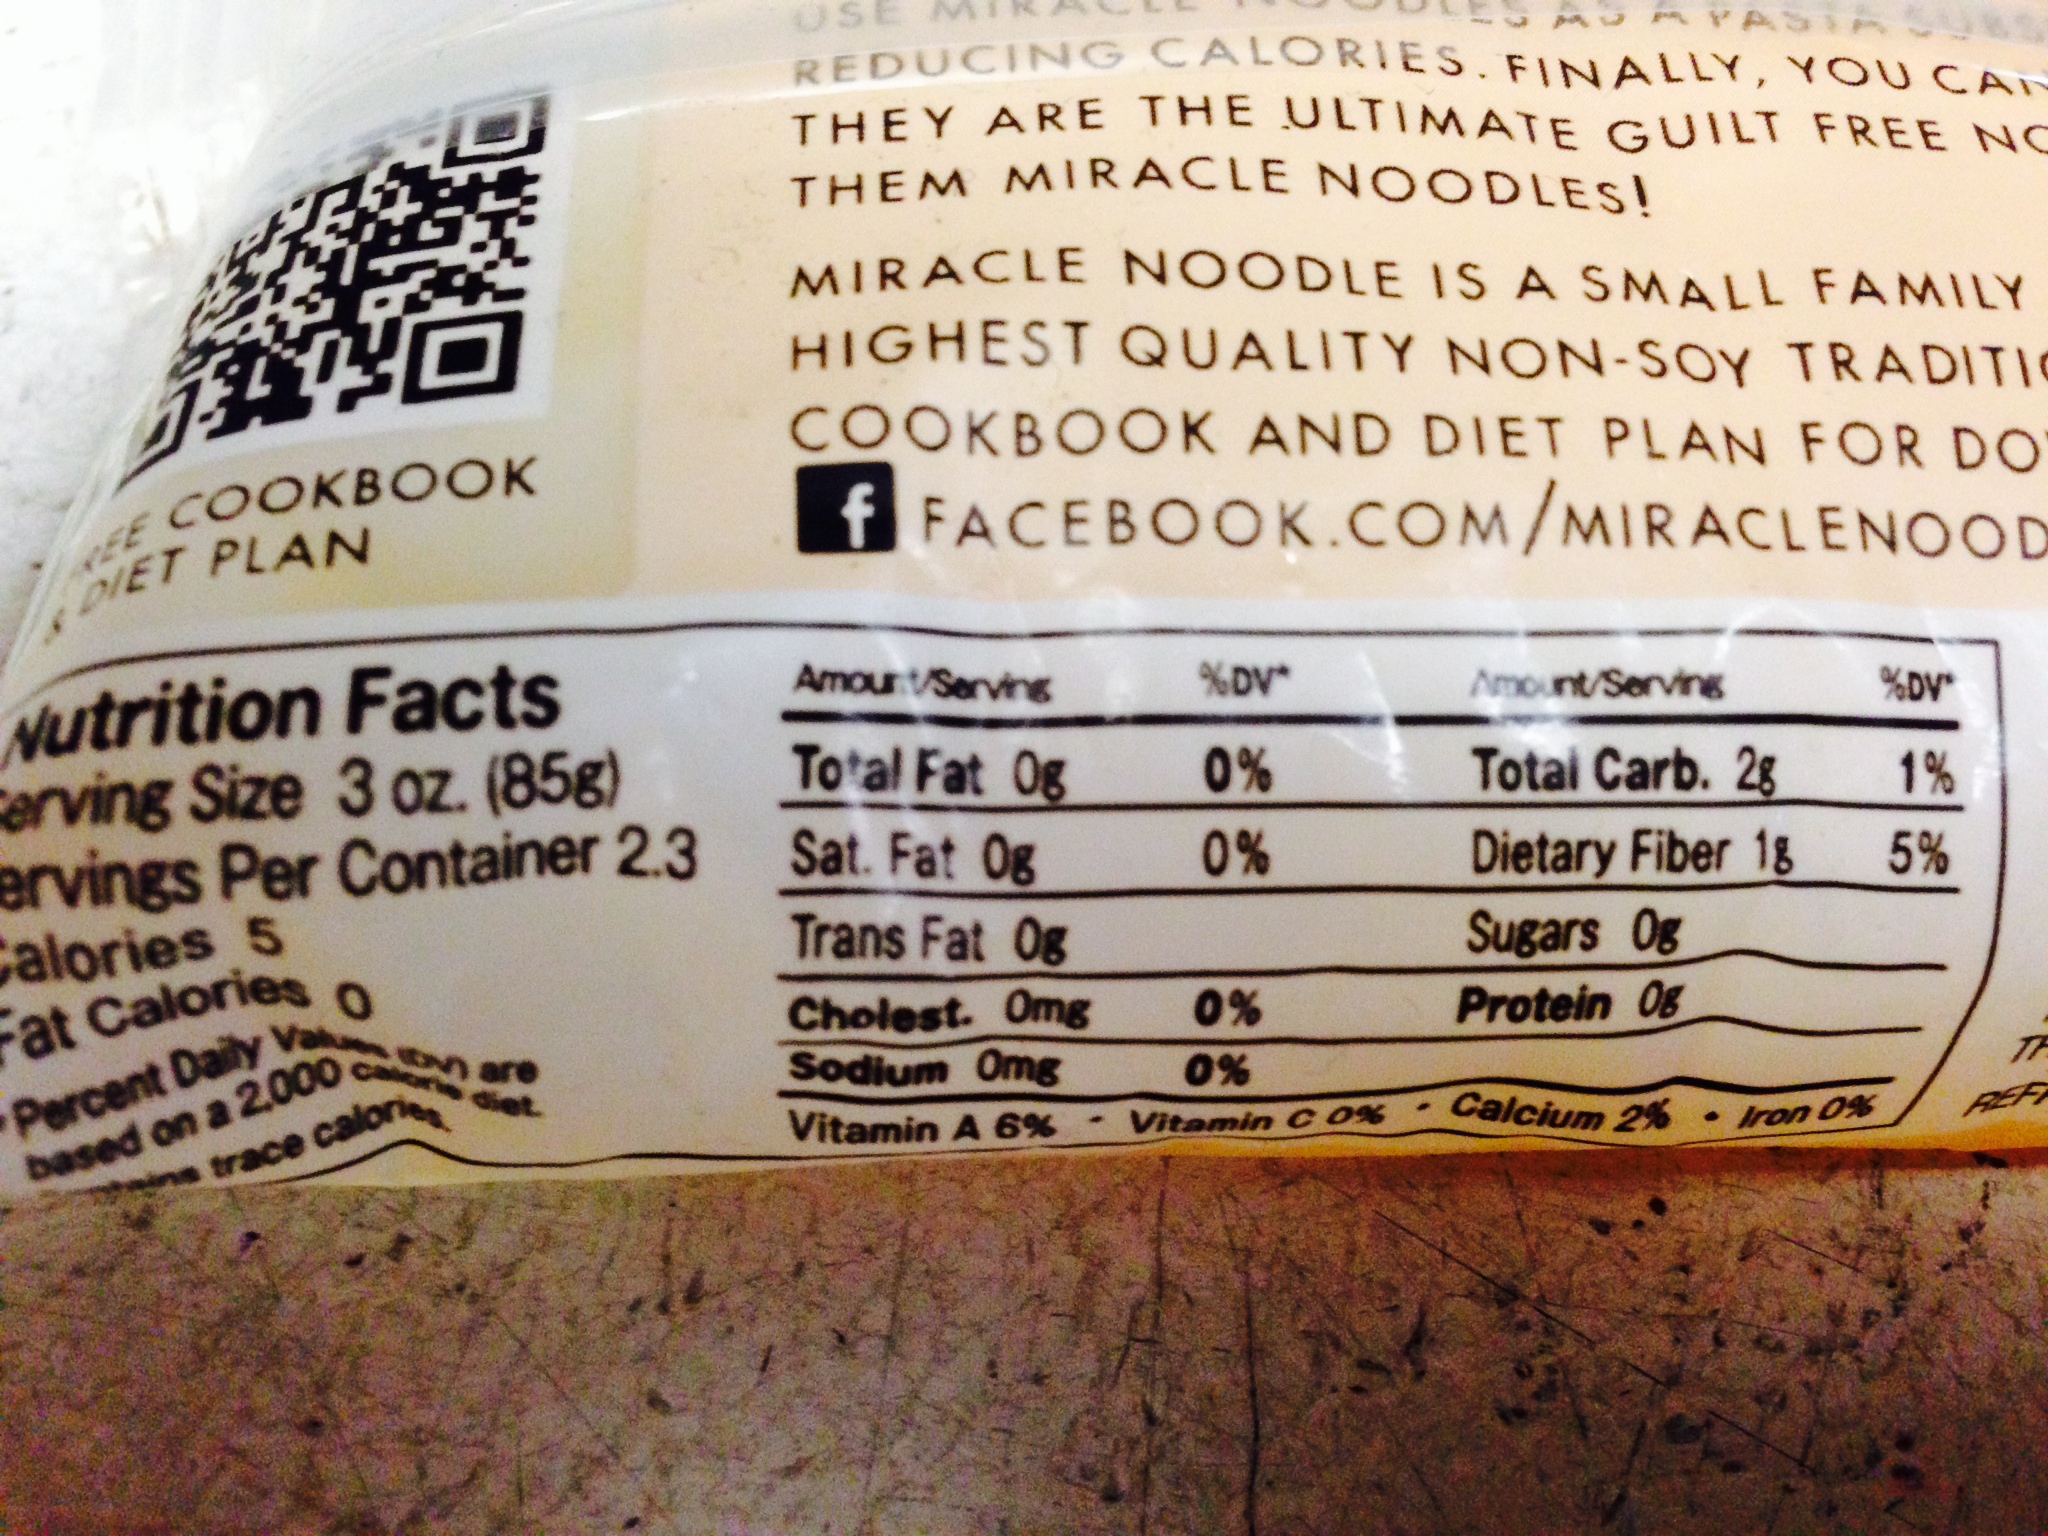 USE MIRACLE NOODLES AS A PASTA
REDUCING CALORIES. FINALLY, YOU
THEY ARE THE ULTIMATE GUILT FREE
THEM MIRACLE NOODLES!
MIRACLE NOODLE IS A SMALL FAMILY
HIGHEST QUALITY NON-SOY
COOKBOOK AND DIET PLAN FOR
f FACEBOOK.COM/MIRACLENOOD
COOKBOOK
& DIET PLAN
Nutrition Facts
Serving Size 3 oz. (85g)
Servings Per Container 2.3
Calories 5
Fat Calories 0
*Percent Daily Values (DV) are
based on a 2,000 calorie diet.
trace calories.
Amount/Serving %DV* Amount/Serving %DV*
Total Fat 0g 0% Total Carb. 2g 1%
Sat. Fat 0g 0% Dietary Fiber 1g 5%
Trans Fat 0g Sugars 0g
Cholest. 0mg 0% Protein 0g
Sodium 0mg 0%
Vitamin A 6% • Vitamin C 0% • Calcium 2% • Iron 0%